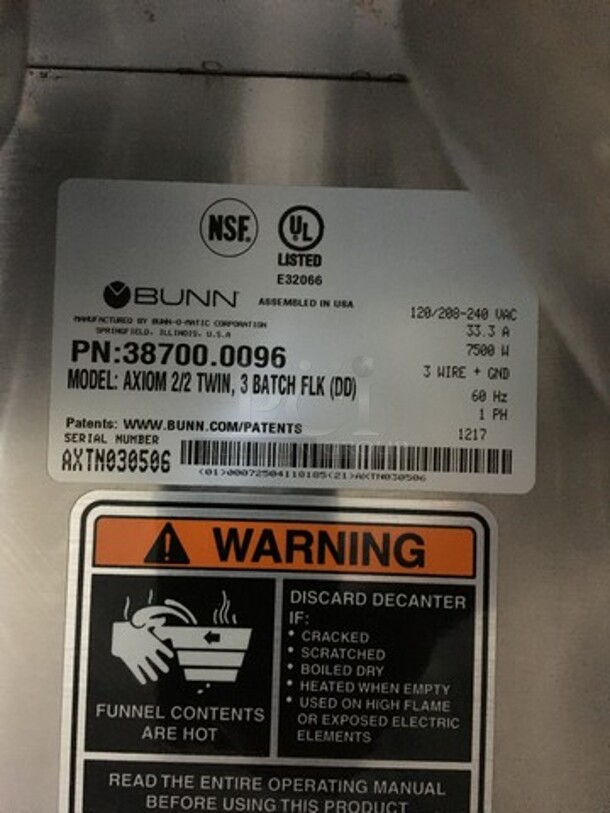 NSF®
UL
LISTED
E32066
BUNN®
ASSEMBLED IN USA
MANUFACTURED BY BUNN-O-MATIC CORPORATION
SPRINGFIELD, ILLINOIS, U.S.A
PN:38700.0096
MODEL: AXIOM 2/2 TWIN, 3 BATCH FLK (DD)
120/208-240 VAC
33.3 A
7500 W
3 WIRE + GND
60 Hz
1 PH
1217
Patents: WWW.BUNN.COM/PATENTS
SERIAL NUMBER
AXTN030506
(01)00072504118185(21)AXTN030506
WARNING
FUNNEL CONTENTS
ARE HOT
DISCARD DECANTER
IF:
• CRACKED
• SCRATCHED
• BOILED DRY
• HEATED WHEN EMPTY
• USED ON HIGH FLAME
OR EXPOSED ELECTRIC
ELEMENTS
READ THE ENTIRE OPERATING MANUAL
BEFORE USING THIS PRODUCT